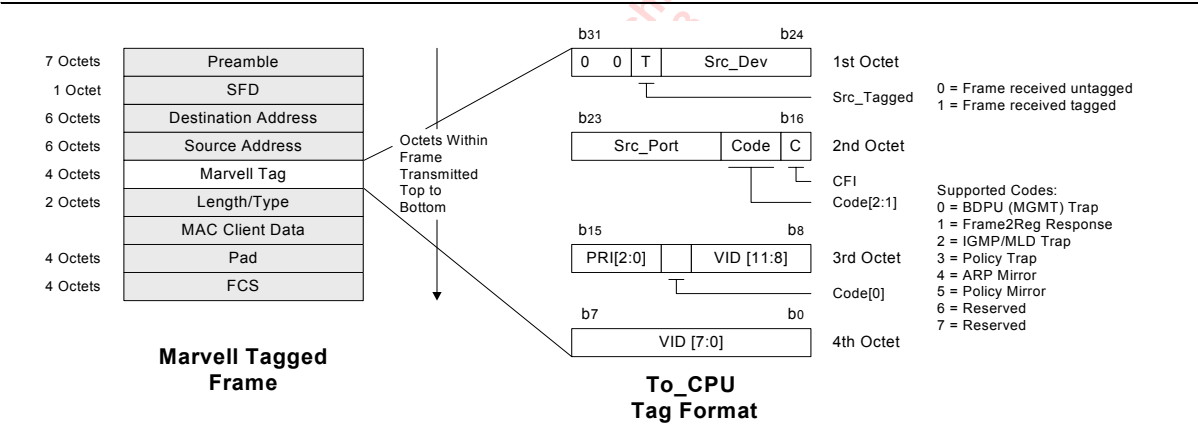 7 Octets Preamble
1 Octet SFD
6 Octets Destination Address
6 Octets Source Address
4 Octets Marvell Tag
2 Octets Length/Type
MAC Client Data
4 Octets Pad
4 Octets FCS
Octets Within
Frame
Transmitted
Top to
Bottom
Marvell Tagged
Frame
b31 b24
0 0 T Src_Dev 1st Octet
Src_Tagged
0 = Frame received untagged
1 = Frame received tagged
b23 b16
Src_Port Code C 2nd Octet
CFI
Code[2:1]
b15 b8
PRI[2:0] VID [11:8] 3rd Octet
Code[0]
b7 b0
VID [7:0] 4th Octet
Supported Codes:
0 = BDPU (MGMT) Trap
1 = Frame2Reg Response
2 = IGMP/MLD Trap
3 = Policy Trap
4 = ARP Mirror
5 = Policy Mirror
6 = Reserved
7 = Reserved
To_CPU
Tag Format